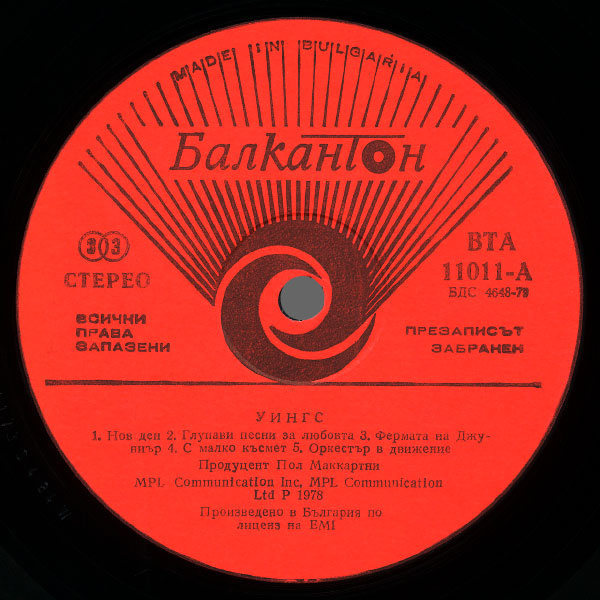 MADE IN BULGARIA
Балкантон
СТЕРЕО
ВСИЧКИ
ПРАВА
ЗАПАЗЕНИ
ВТА
11011-А
БДС 4648-78
ПРЕЗАПИСЪТ
ЗАБРАНЕН
УИНГС
1. Нов ден 2. Глупави песни за любовта 3. Фермата на Джу-
ниър 4. С малко късмет 5. Оркестър в движение
Продуцент Пол Маккартни
MPL Communication Inc, MPL Communication
Ltd P 1978
Произведено в България по
лиценз на EMI